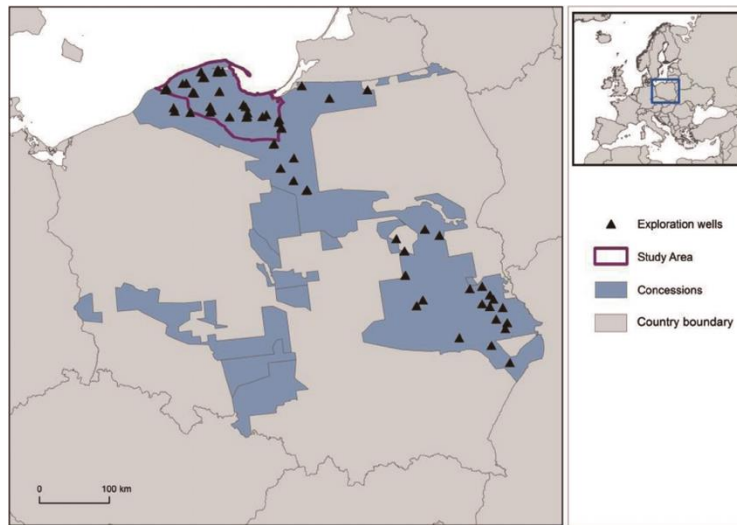 Exploration wells
Study Area
Concessions
Country boundary
0 100 km